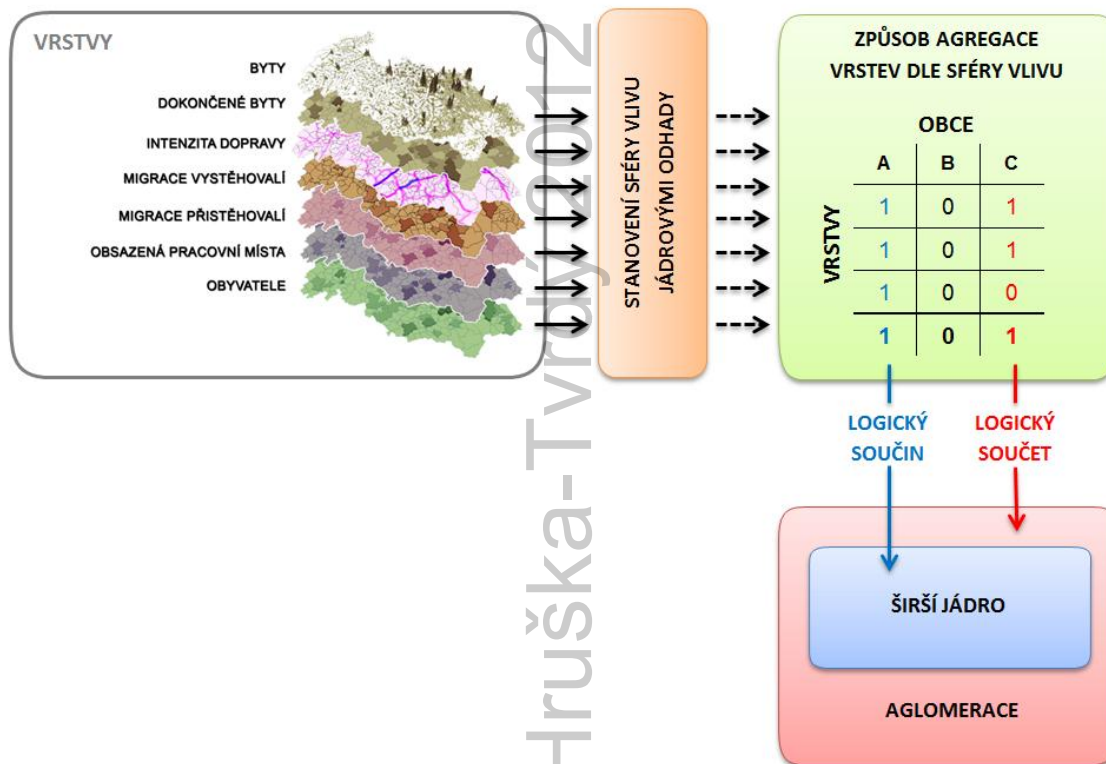 VRSTVY
BYTY
DOKONČENÉ BYTY
INTENZITA DOPRAVY
MIGRACE VYSTĚHOVALÍ
MIGRACE PŘISTĚHOVALÍ
OBSAZENÁ PRACOVNÍ MÍSTA
OBYVATELE
STANOVENÍ SFÉRY VLIVU
JÁDROVÝMI ODHADY
ZPŮSOB AGREGACE
VRSTEV DLE SFÉRY VLIVU
OBCE
A B C
VRSTVY
1 0 1
1 0 1
1 0 0
1 0 1
LOGICKÝ
SOUČIN
LOGICKÝ
SOUČET
ŠIRŠÍ JÁDRO
AGLOMERACE
Hruška-Tvrdý 2012